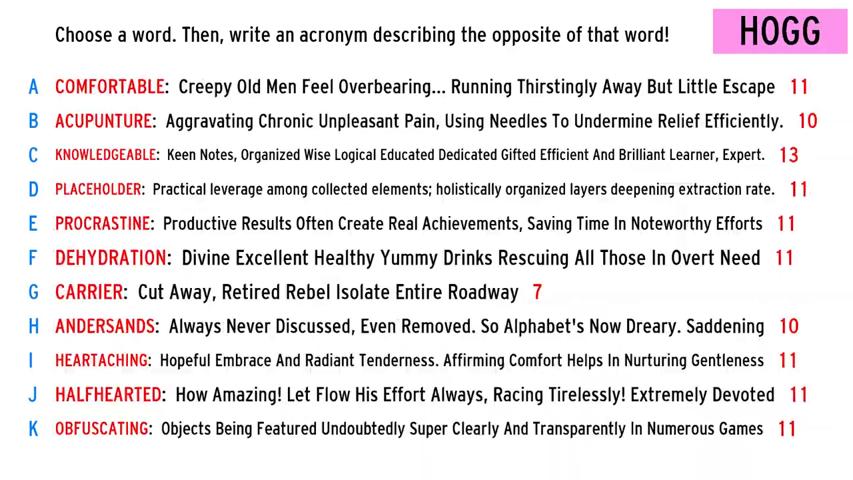 Choose a word. Then, write an acronym describing the opposite of that word!
HOGG
A COMFORTABLE: Creepy Old Men Feel Overbearing... Running Thirstingly Away But Little Escape 11
B ACUPUNTURE: Aggravating Chronic Unpleasant Pain, Using Needles To Undermine Relief Efficiently. 10
C KNOWLEDGEABLE: Keen Notes, Organized Wise Logical Educated Dedicated Gifted Efficient And Brilliant Learner, Expert. 13
D PLACEHOLDER: Practical leverage among collected elements; holistically organized layers deepening extraction rate. 11
E PROCRASTINE: Productive Results Often Create Real Achievements, Saving Time In Noteworthy Efforts 11
F DEHYDRATION: Divine Excellent Healthy Yummy Drinks Rescuing All Those In Overt Need 11
G CARRIER: Cut Away, Retired Rebel Isolate Entire Roadway 7
H ANDERSANDS: Always Never Discussed, Even Removed. So Alphabet's Now Dreary. Saddening 10
I HEARTACHING: Hopeful Embrace And Radiant Tenderness. Affirming Comfort Helps In Nurturing Gentleness 11
J HALFHEARTED: How Amazing! Let Flow His Effort Always, Racing Tirelessly! Extremely Devoted 11
K OBFUSCATING: Objects Being Featured Undoubtedly Super Clearly And Transparently In Numerous Games 11